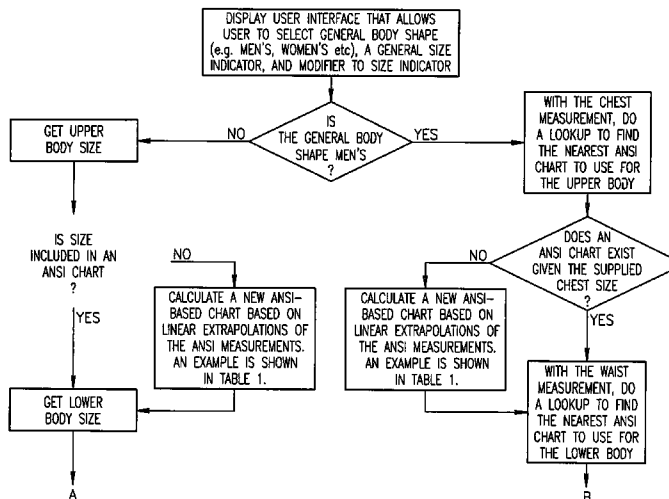 DISPLAY USER INTERFACE THAT ALLOWS
USER TO SELECT GENERAL BODY SHAPE
(e.g. MEN'S, WOMEN'S etc), A GENERAL SIZE
INDICATOR, AND MODIFIER TO SIZE INDICATOR
IS
THE GENERAL BODY
SHAPE MEN'S
?
NO
YES
GET UPPER
BODY SIZE
WITH THE CHEST
MEASUREMENT, DO
A LOOKUP TO FIND
THE NEAREST ANSI
CHART TO USE FOR
THE UPPER BODY
IS SIZE
INCLUDED IN AN
ANSI CHART
?
NO
YES
CALCULATE A NEW ANSI-
BASED CHART BASED ON
LINEAR EXTRAPOLATIONS OF
THE ANSI MEASUREMENTS.
AN EXAMPLE IS SHOWN
IN TABLE 1.
DOES AN
ANSI CHART EXIST
GIVEN THE SUPPLIED
CHEST SIZE
?
NO
YES
CALCULATE A NEW ANSI-
BASED CHART BASED ON
LINEAR EXTRAPOLATIONS OF
THE ANSI MEASUREMENTS.
AN EXAMPLE IS SHOWN
IN TABLE 1.
GET LOWER
BODY SIZE
WITH THE WAIST
MEASUREMENT, DO
A LOOKUP TO FIND
THE NEAREST ANSI
CHART TO USE FOR
THE LOWER BODY
A
B